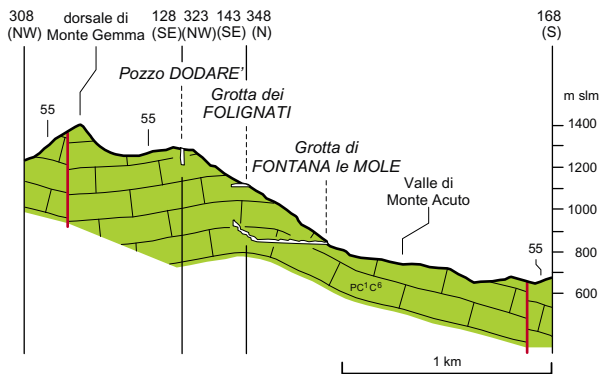 308
(NW)
dorsale di
Monte Gemma
128
(SE)
323
(NW)
143
(SE)
348
(N)
168
(S)
Pozzo DODARE'
Grotta dei
FOLIGNATI
Grotta di
FONTANA le MOLE
Valle di
Monte Acuto
m slm
55
55
55
1400
1200
1000
800
600
PC¹C⁶
1 km